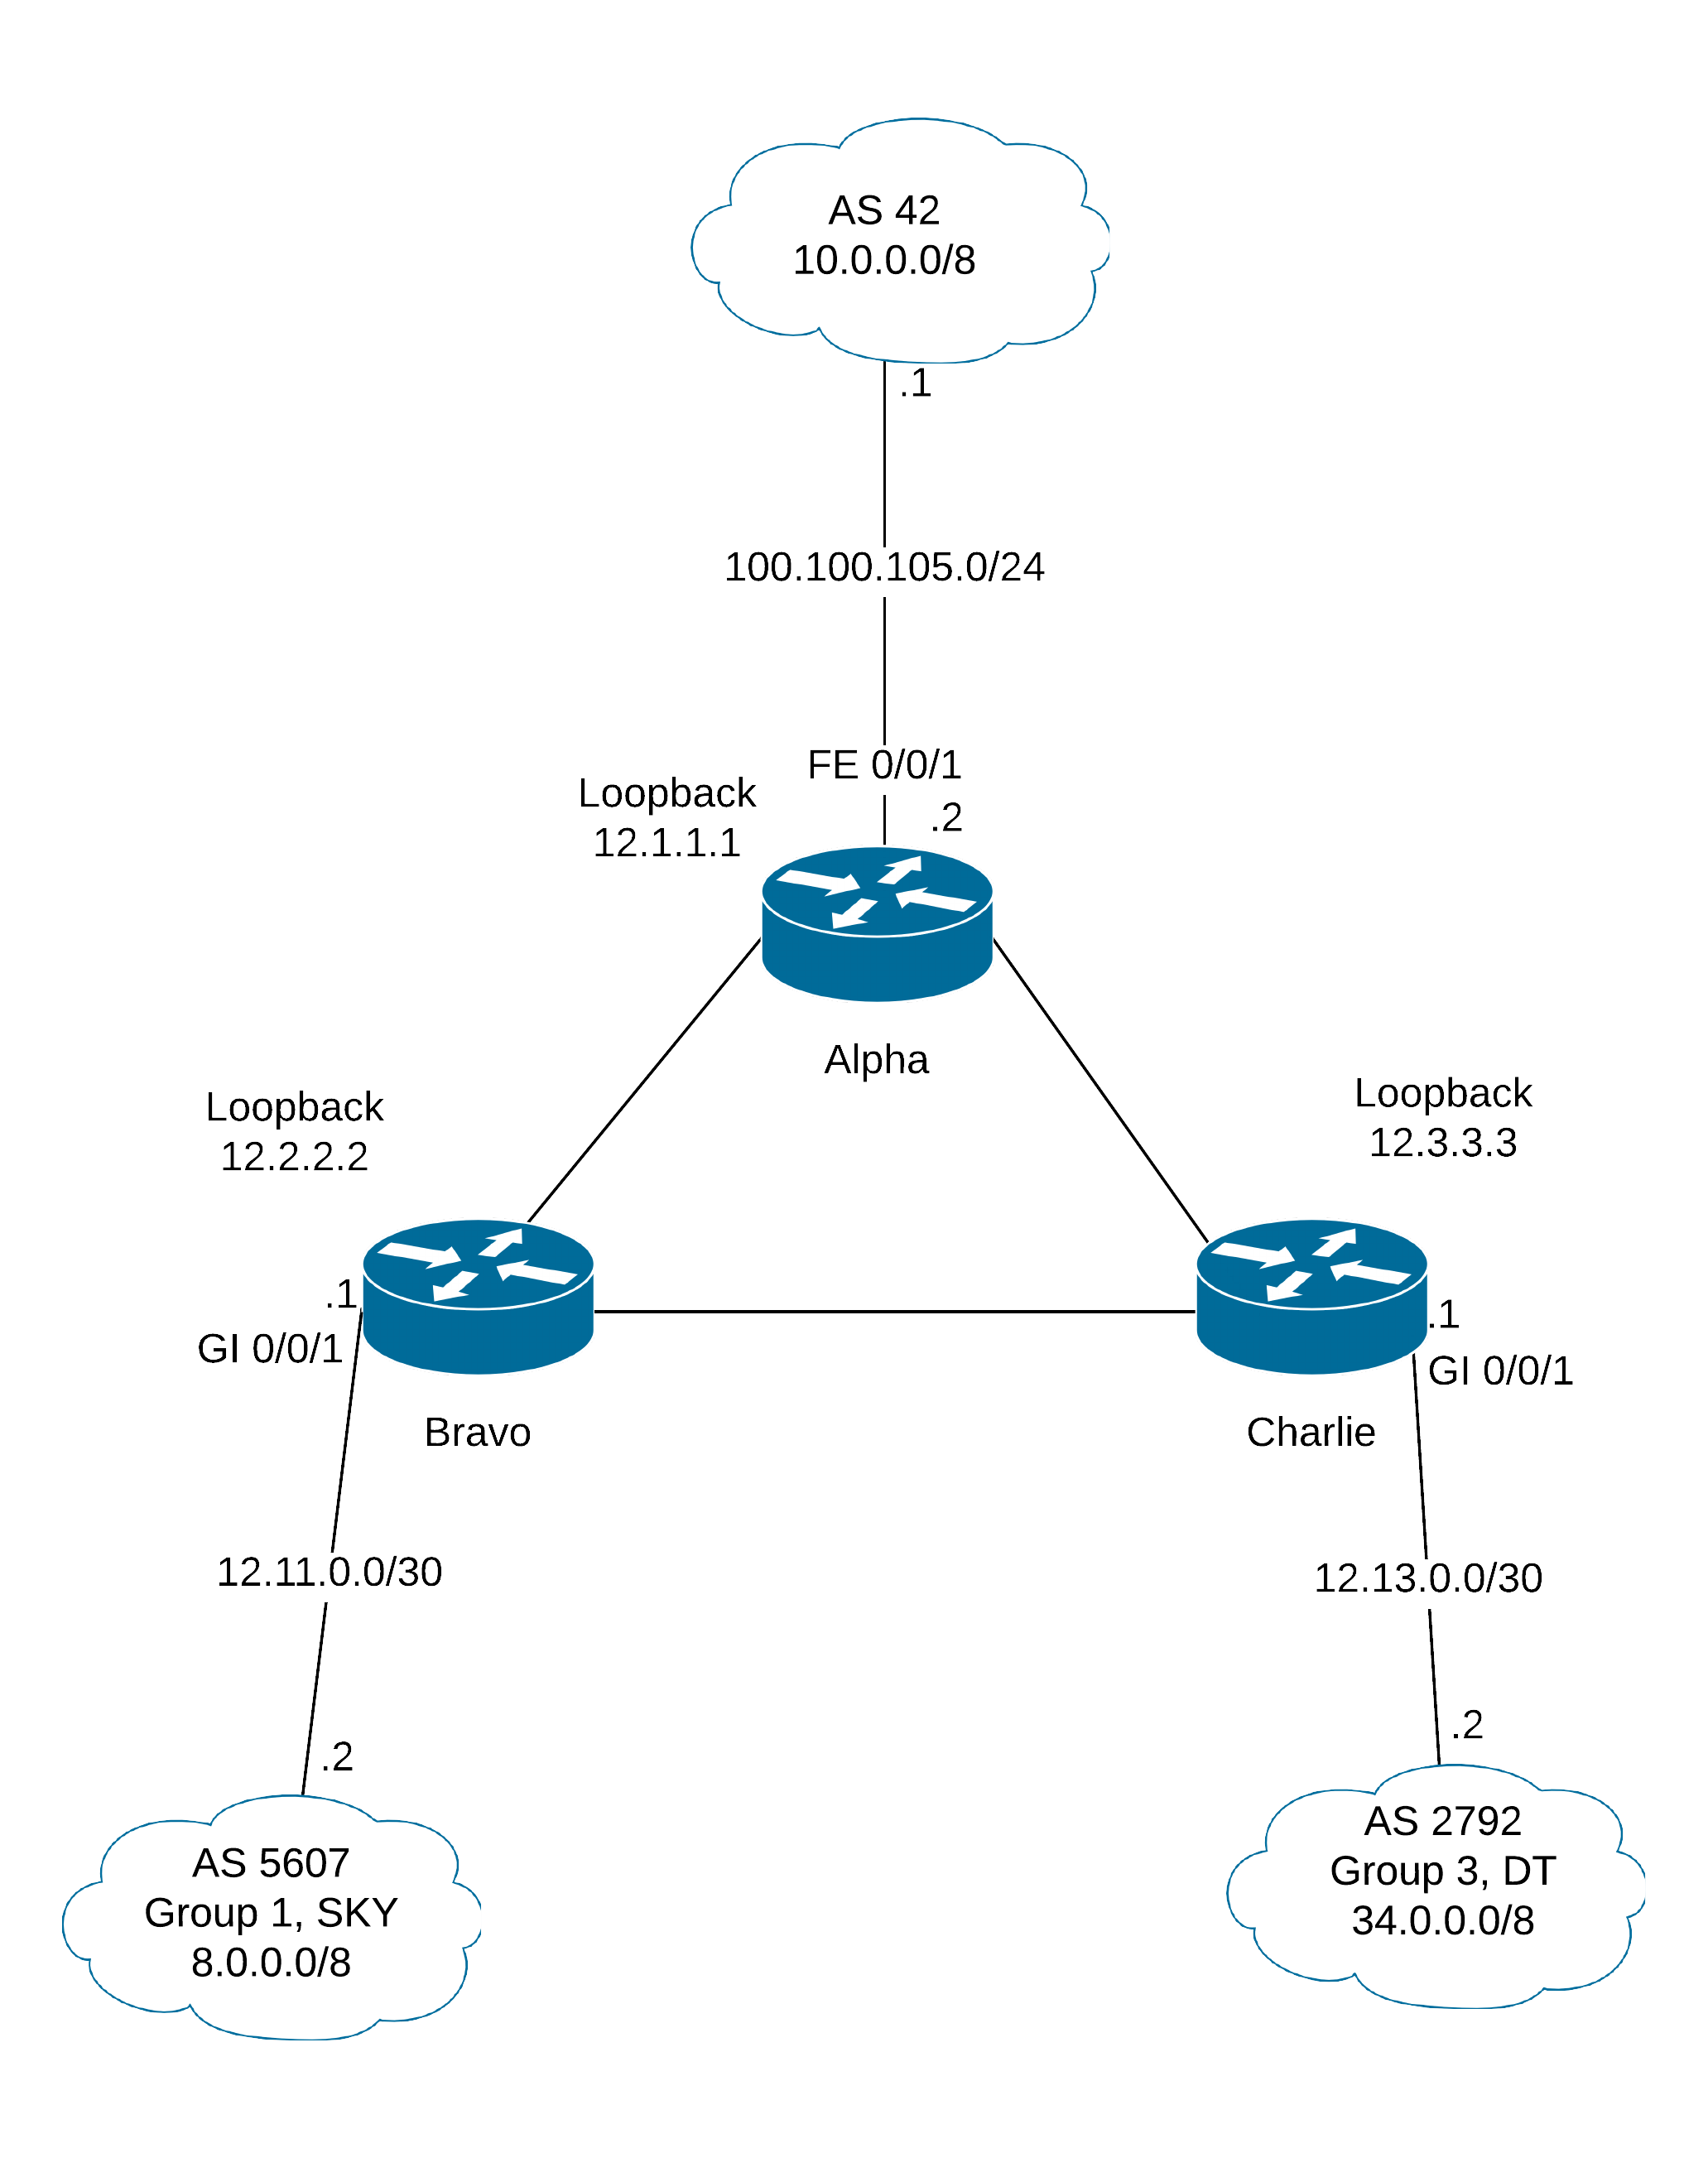 AS 42
10.0.0.0/8
.1
100.100.105.0/24
FE 0/0/1
.2
Loopback
12.1.1.1
Alpha
Loopback
12.2.2.2
Loopback
12.3.3.3
.1
GI 0/0/1
.1
GI 0/0/1
Bravo
Charlie
12.11.0.0/30
12.13.0.0/30
.2
.2
AS 5607
Group 1, SKY
8.0.0.0/8
AS 2792
Group 3, DT
34.0.0.0/8